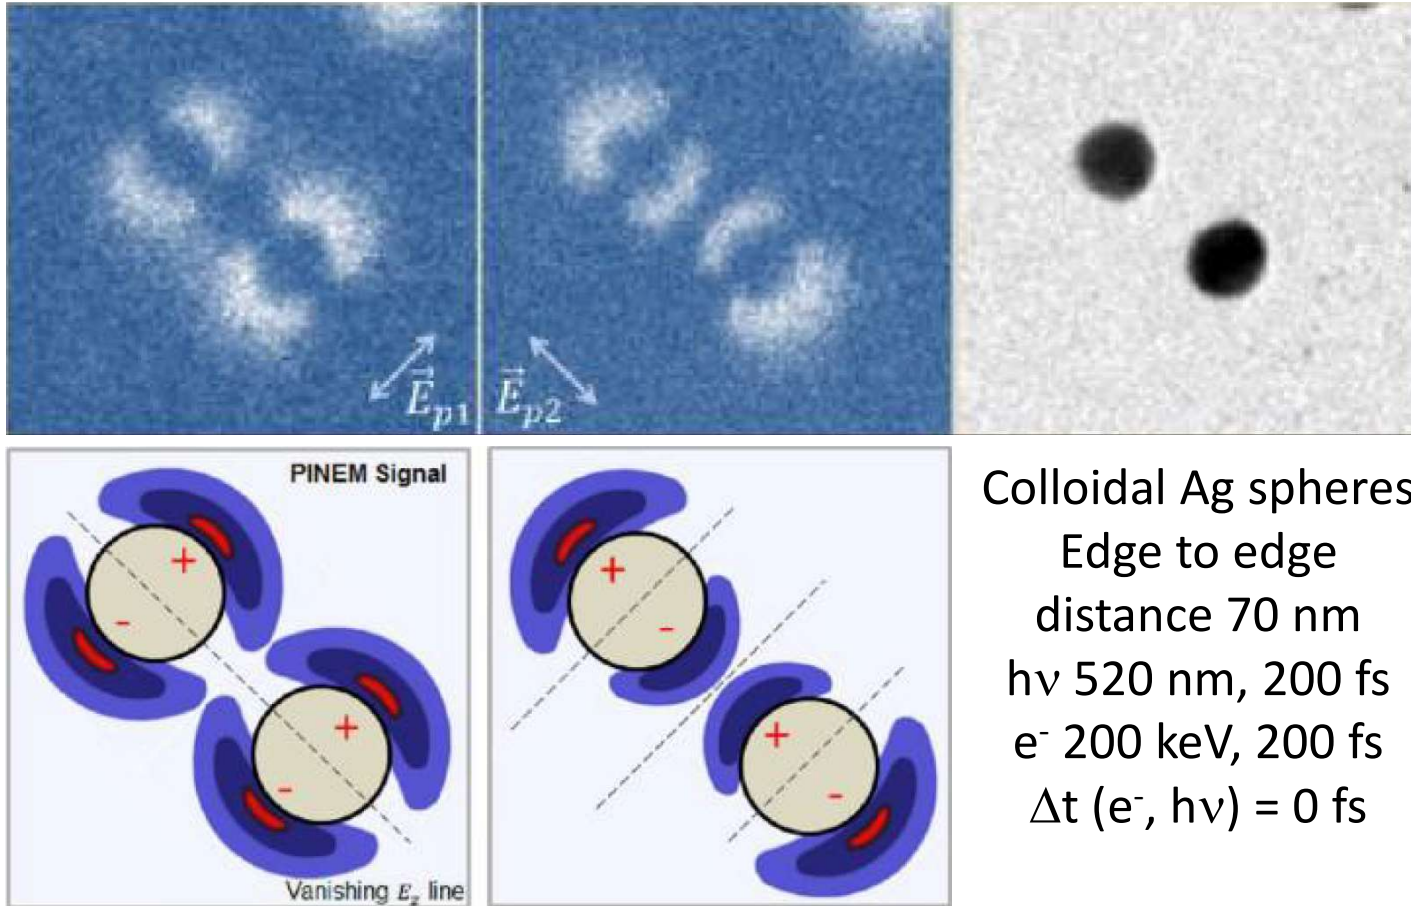 E⃗p1
E⃗p2
PINEM Signal
+
-
+
-
Vanishing Ez line
+
-
+
-
Colloidal Ag spheres
Edge to edge
distance 70 nm
hν 520 nm, 200 fs
e- 200 keV, 200 fs
Δt (e-, hν) = 0 fs